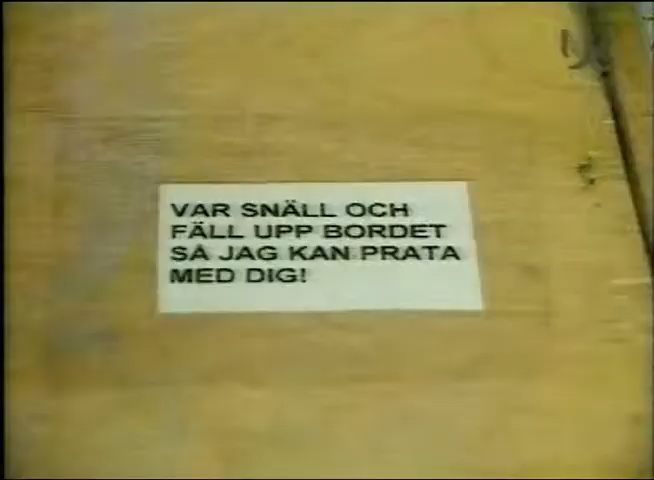 VAR SNÄLL OCH
FÄLL UPP BORDET
SÅ JAG KAN PRATA
MED DIG!